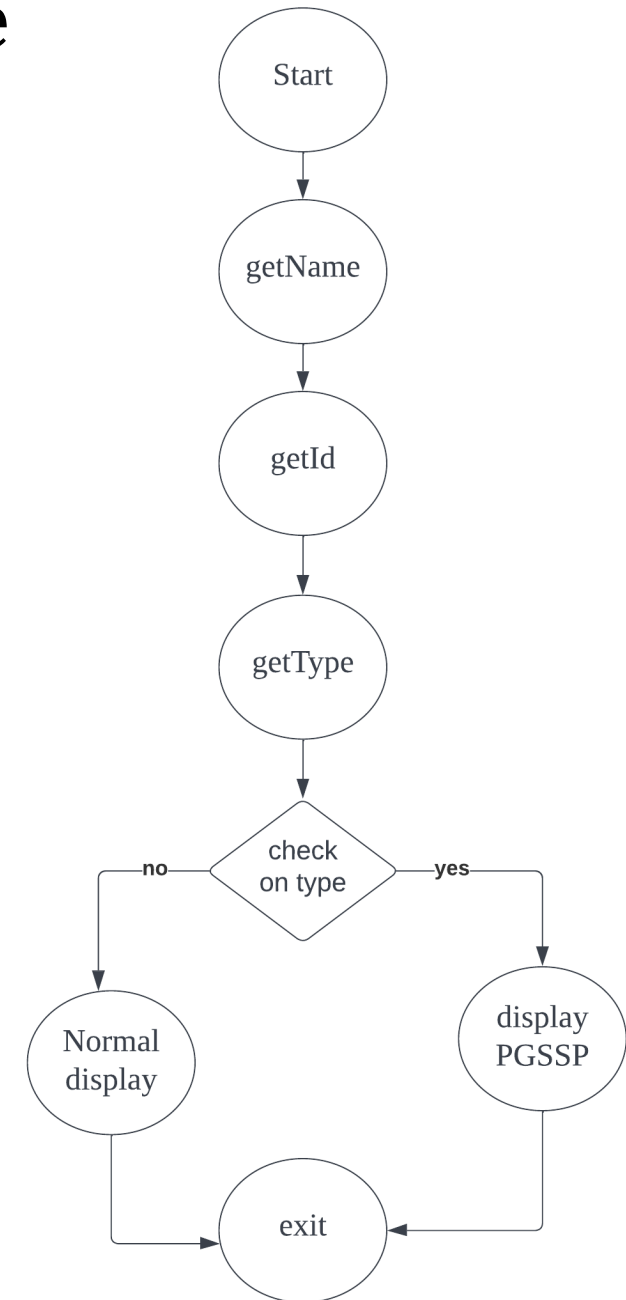 e
Start
getName
getId
getType
check
on type
no
yes
Normal
display
display
PGSSP
exit